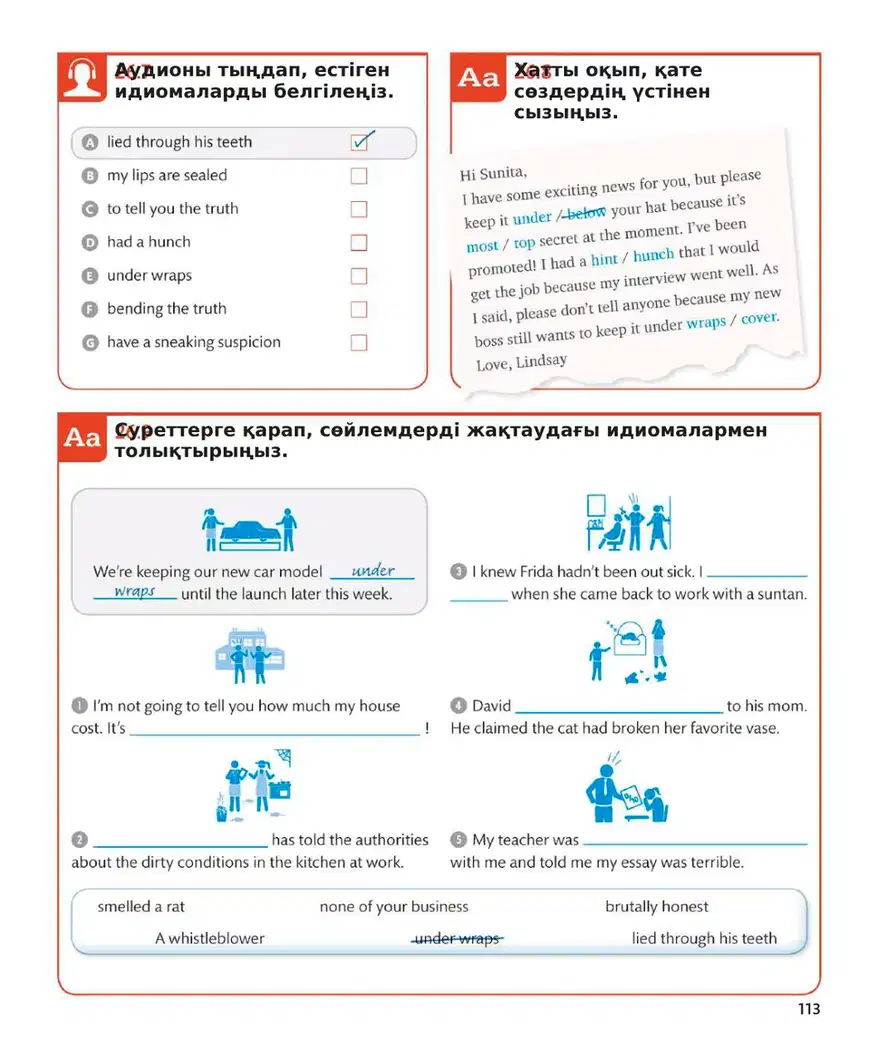 26.7 Аудионы тыңдап, естіген
идиомаларды белгілеңіз.
A lied through his teeth
B my lips are sealed
C to tell you the truth
D had a hunch
E under wraps
F bending the truth
G have a sneaking suspicion
Aa 26.8 Хатты оқып, қате
сөздердің үстінен
сызыңыз.
Hi Sunita,
I have some exciting news for you, but please
keep it under / below your hat because it's
most / top secret at the moment. I've been
promoted! I had a hint / hunch that I would
get the job because my interview went well. As
I said, please don't tell anyone because my new
boss still wants to keep it under wraps / cover.
Love, Lindsay
Aa Суреттерге қарап, сөйлемдерді жақтаудағы идиомалармен
толықтырыңыз.
We're keeping our new car model under
wraps until the launch later this week.
1 I'm not going to tell you how much my house
cost. It's !
2 has told the authorities
about the dirty conditions in the kitchen at work.
3 I knew Frida hadn't been out sick. I
when she came back to work with a suntan.
4 David to his mom.
He claimed the cat had broken her favorite vase.
5 My teacher was
with me and told me my essay was terrible.
smelled a rat none of your business brutally honest
A whistleblower under wraps lied through his teeth
113